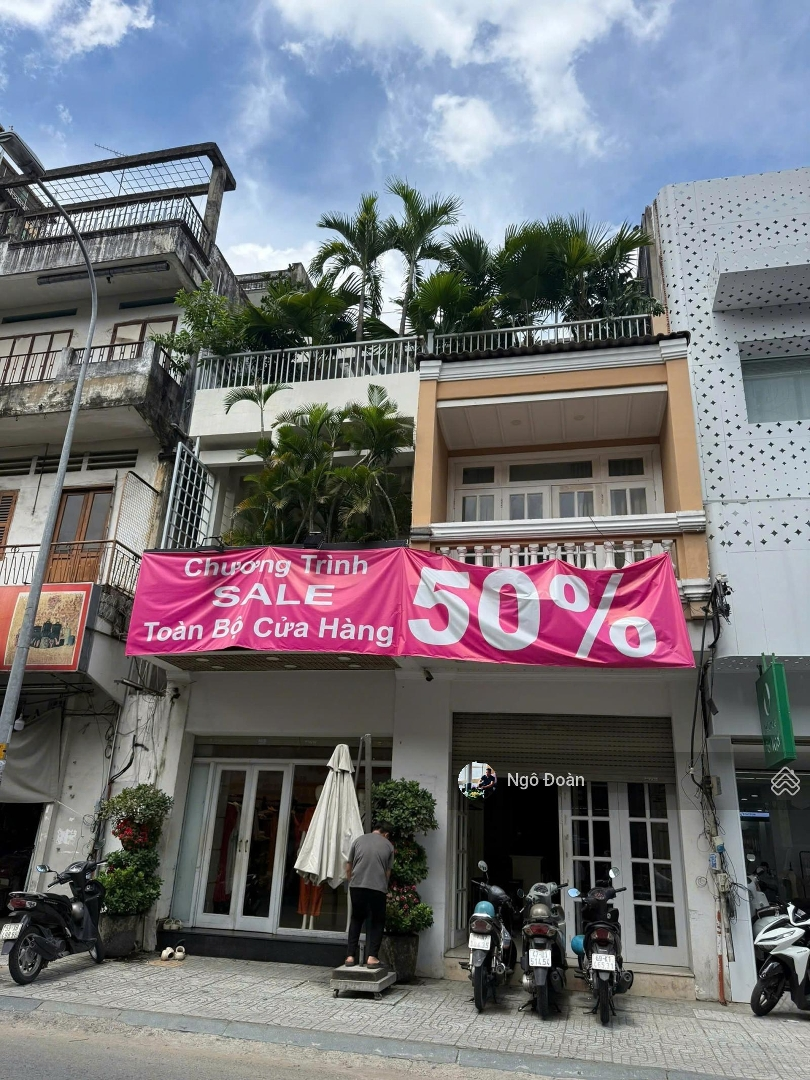 Chương Trình
SALE
Toàn Bộ Cửa Hàng
50%
Ngô Đoàn